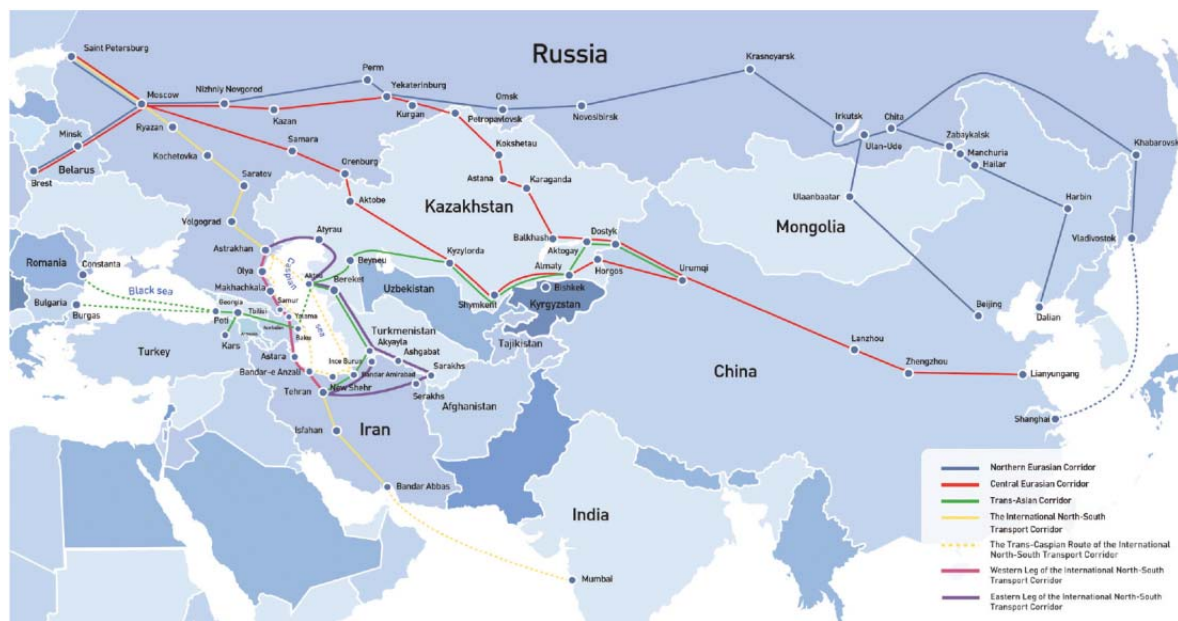 Saint Petersburg
Russia
Krasnoyarsk
Perm
Yekaterinburg
Moscow
Nizhniy Novgorod
Omsk
Novosibirsk
Kurgan
Kazan
Petropavlovsk
Ryazan
Irkutsk
Chita
Zabaykalsk
Khabarovsk
Minsk
Samara
Kokshetau
Ulan-Ude
Manchuria
Hailar
Kochetovka
Belarus
Brest
Orenburg
Astana
Karaganda
Saratov
Aktobe
Ulaanbaatar
Harbin
Kazakhstan
Mongolia
Volgograd
Atyrau
Balkhash
Dostyk
Aktogay
Vladivostok
Astrakhan
Kyzylorda
Romania
Constanta
Olya
Caspian
sea
Beyneu
Almaly
Horgos
Urumqi
Makhachkala
Aktau
Bereket
Black sea
Uzbekistan
Shymkent
Bishkek
Kyrgyzstan
Beijing
Dalian
Bulgaria
Burgas
Georgia
Tbilisi
Poti
Samur
Yalama
Baku
Kars
Turkmenistan
Tajikistan
Turkey
Astara
Akyayla
Ashgabat
Lanzhou
Zhengzhou
Lianyungang
Bandar-e Anzali
Ince Burun
Bandar Amirabad
Sarakhs
China
Tehran
New Shehr
Serakhs
Afghanistan
Shanghai
Isfahan
Iran
Bandar Abbas
India
Mumbai
Northern Eurasian Corridor
Central Eurasian Corridor
Trans-Asian Corridor
The International North-South
Transport Corridor
The Trans-Caspian Route of the International
North-South Transport Corridor
Western Leg of the International North-South
Transport Corridor
Eastern Leg of the International North-South
Transport Corridor